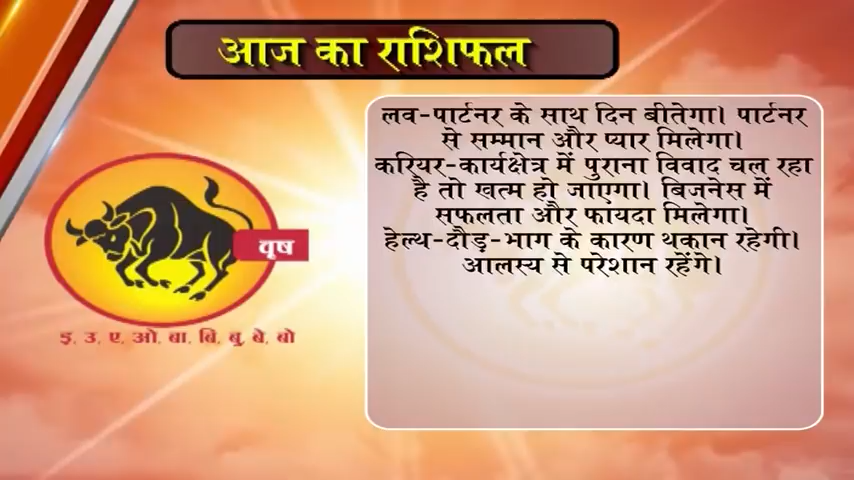 आज का राशिफल
लव-पार्टनर के साथ दिन बीतेगा। पार्टनर
से सम्मान और प्यार मिलेगा।
करियर-कार्यक्षेत्र में पुराना विवाद चल रहा
है तो खत्म हो जाएगा। बिजनेस में
सफलता और फायदा मिलेगा।
हेल्थ-दौड़-भाग के कारण थकान रहेगी।
आलस्य से परेशान रहेंगे।
वृष
इ, उ, ए, ओ, बा, बि, बु, बे, बो